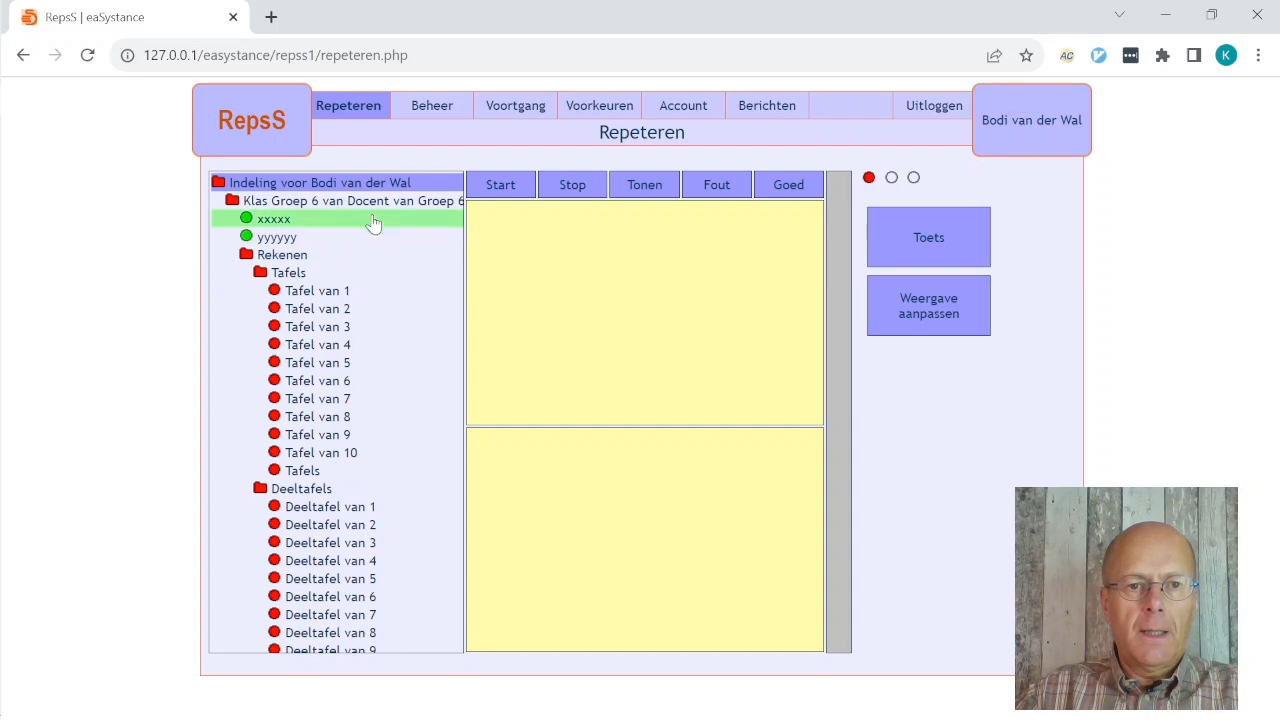 RepsS | eaSystance
127.0.0.1/easystance/repss1/repeteren.php
AC
K
RepsS
Repeteren
Beheer
Voortgang
Voorkeuren
Account
Berichten
Uitloggen
Bodi van der Wal
Repeteren
Indeling voor Bodi van der Wal
Klas Groep 6 van Docent van Groep 6
xxxxx
yyyyyy
Rekenen
Tafels
Tafel van 1
Tafel van 2
Tafel van 3
Tafel van 4
Tafel van 5
Tafel van 6
Tafel van 7
Tafel van 8
Tafel van 9
Tafel van 10
Tafels
Deeltafels
Deeltafel van 1
Deeltafel van 2
Deeltafel van 3
Deeltafel van 4
Deeltafel van 5
Deeltafel van 6
Deeltafel van 7
Deeltafel van 8
Deeltafel van 9
Start
Stop
Tonen
Fout
Goed
Toets
Weergave
aanpassen